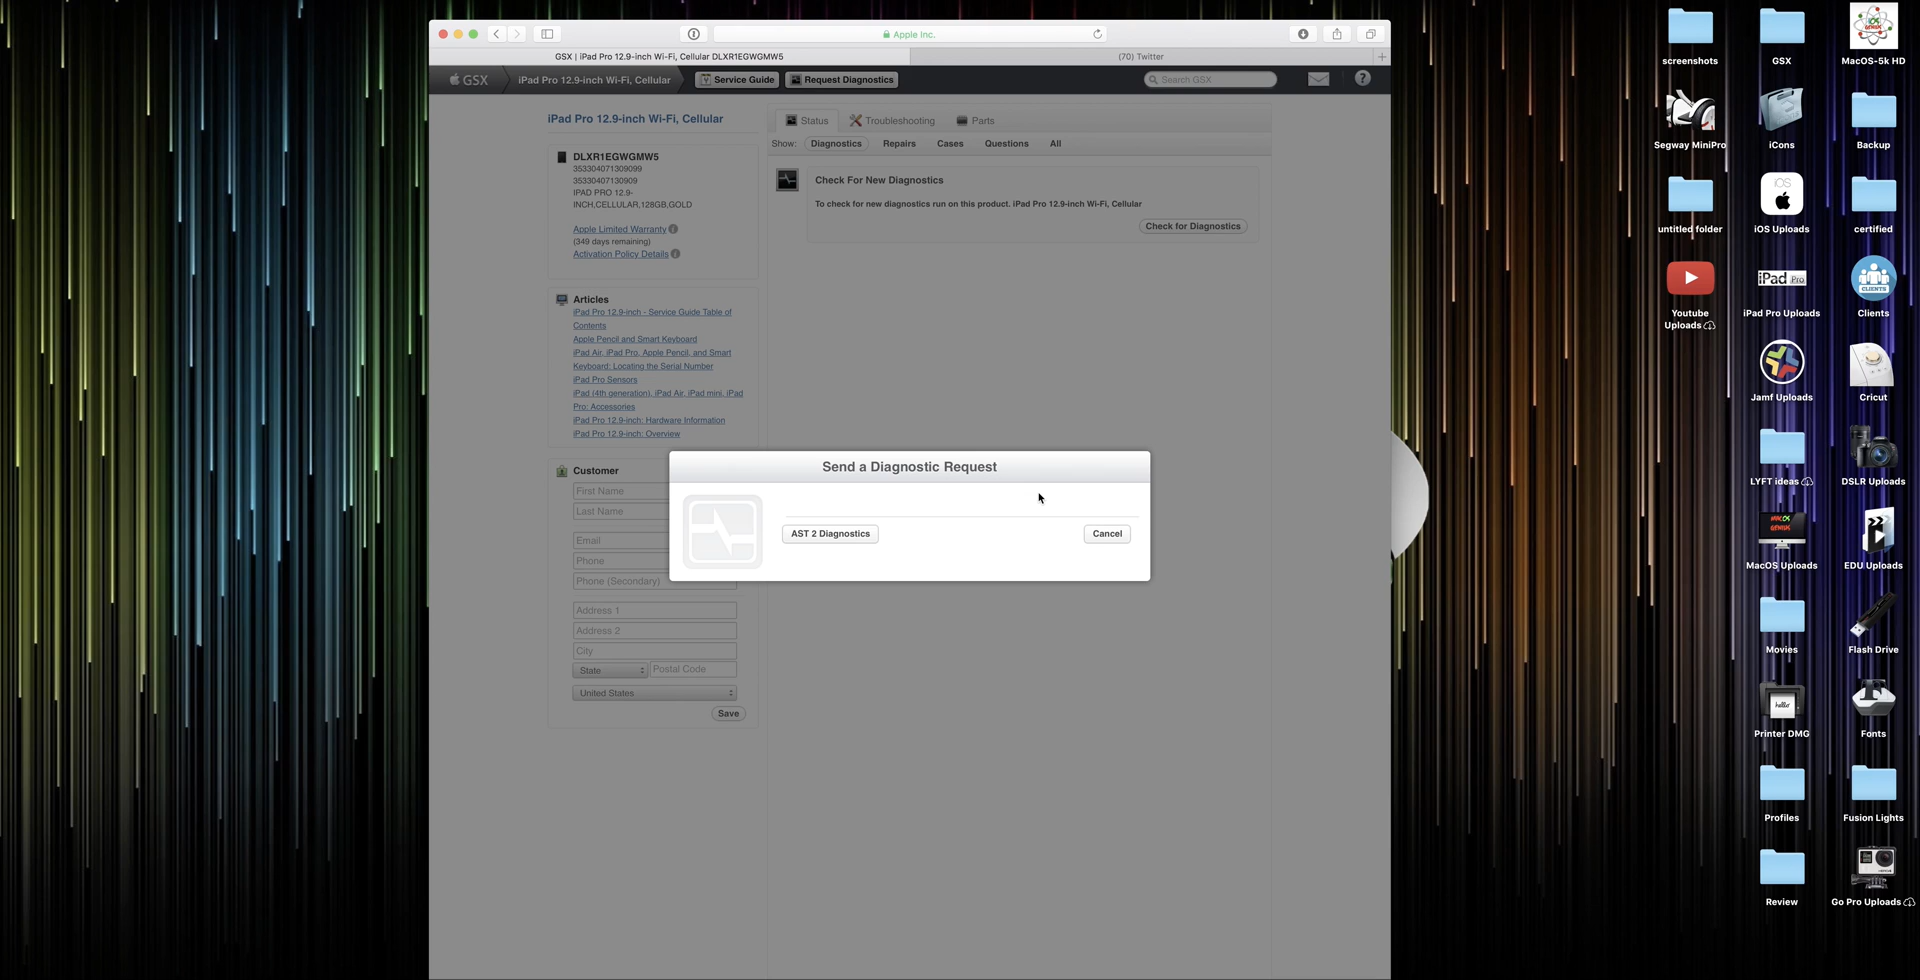 Apple Inc.
GSX | iPad Pro 12.9-inch Wi-Fi, Cellular DLXR1EGWGMW5
(70) Twitter
GSX
iPad Pro 12.9-inch Wi-Fi, Cellular
Service Guide
Request Diagnostics
Search GSX
?
iPad Pro 12.9-inch Wi-Fi, Cellular
DLXR1EGWGMW5
353304071309099
35330407130909
IPAD PRO 12.9-
INCH,CELLULAR,128GB,GOLD
Apple Limited Warranty
(349 days remaining)
Activation Policy Details
Articles
iPad Pro 12.9-inch - Service Guide Table of
Contents
Apple Pencil and Smart Keyboard
iPad Air, iPad Pro, Apple Pencil, and Smart
Keyboard: Locating the Serial Number
iPad Pro Sensors
iPad (4th generation), iPad Air, iPad mini, iPad
Pro: Accessories
iPad Pro 12.9-inch: Hardware Information
iPad Pro 12.9-inch: Overview
Customer
First Name
Last Name
Email
Phone
Phone (Secondary)
Address 1
Address 2
City
State
Postal Code
United States
Save
Status
Troubleshooting
Parts
Show:
Diagnostics
Repairs
Cases
Questions
All
Check For New Diagnostics
To check for new diagnostics run on this product. iPad Pro 12.9-inch Wi-Fi, Cellular
Check for Diagnostics
Send a Diagnostic Request
AST 2 Diagnostics
Cancel
screenshots
GSX
MacOS-5k HD
Segway MiniPro
iCons
Backup
untitled folder
iOS
iOS Uploads
certified
Youtube
Uploads
iPad Pro
iPad Pro Uploads
CLIENTS
Clients
Jamf Uploads
Cricut
LYFT ideas
DSLR Uploads
MACOS
GENIUS
MacOS Uploads
EDU Uploads
Movies
Flash Drive
hello
Printer DMG
Fonts
Profiles
Fusion Lights
Review
Go Pro Uploads